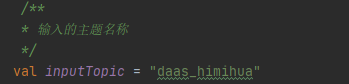 /**
* 输入的主题名称
*/
val inputTopic = "daas_himihua"